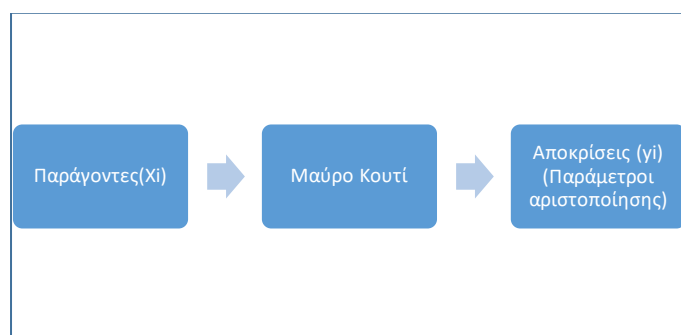 Παράγοντες(Xi)
Μαύρο Κουτί
Αποκρίσεις (yi)
(Παράμετροι
αριστοποίησης)